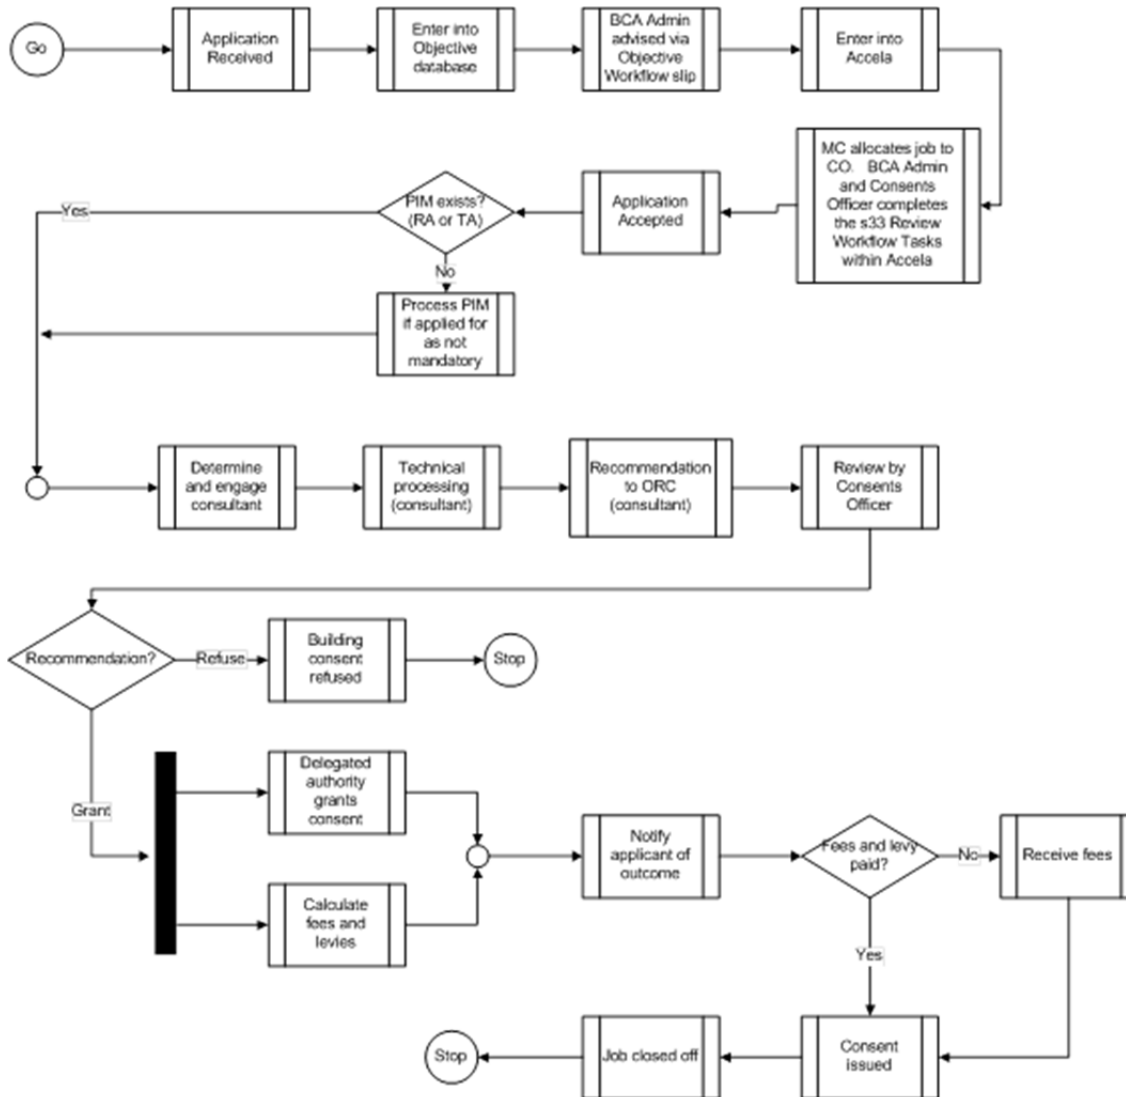 Go
Application
Received
Enter into
Objective
database
BCA Admin
advised via
Objective
Workflow slip
Enter into
Accela
MC allocates job to
CO. BCA Admin
and Consents
Officer completes
the s33 Review
Workflow Tasks
within Accela
Application
Accepted
PIM exists?
(RA or TA)
Yes
No
Process PIM
if applied for
as not
mandatory
Determine
and engage
consultant
Technical
processing
(consultant)
Recommendation
to ORC
(consultant)
Review by
Consents
Officer
Recommendation?
Refuse
Building
consent
refused
Stop
Grant
Delegated
authority
grants
consent
Calculate
fees and
levies
Notify
applicant of
outcome
Fees and levy
paid?
No
Receive fees
Yes
Consent
issued
Job closed off
Stop